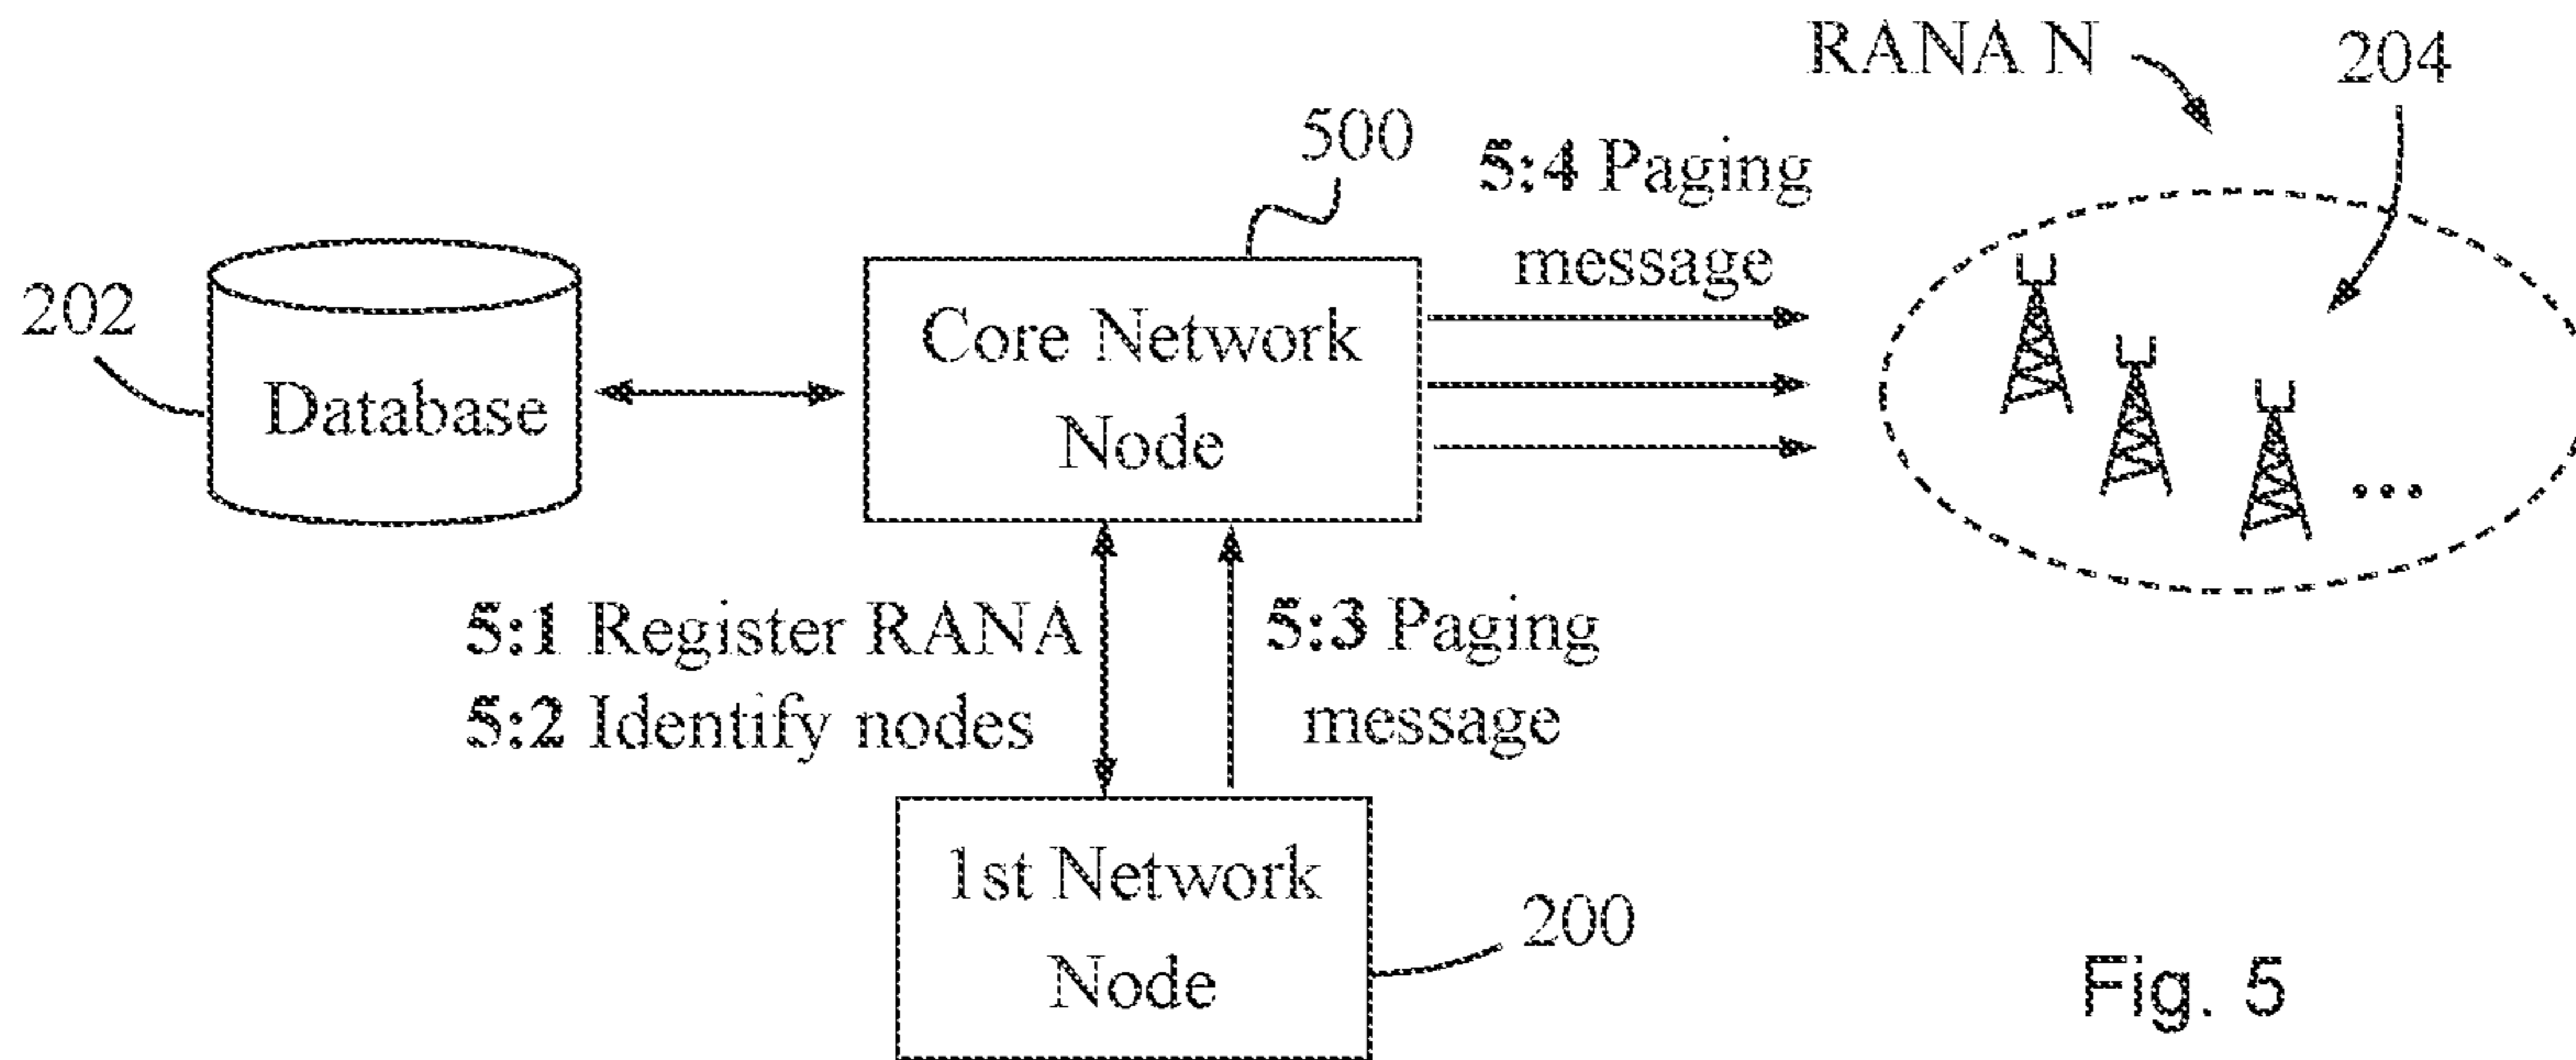 RANA N
204
500
5:4 Paging
message
202
Database
Core Network
Node
5:1 Register RANA
5:2 Identify nodes
5:3 Paging
message
1st Network
Node
200
Fig. 5